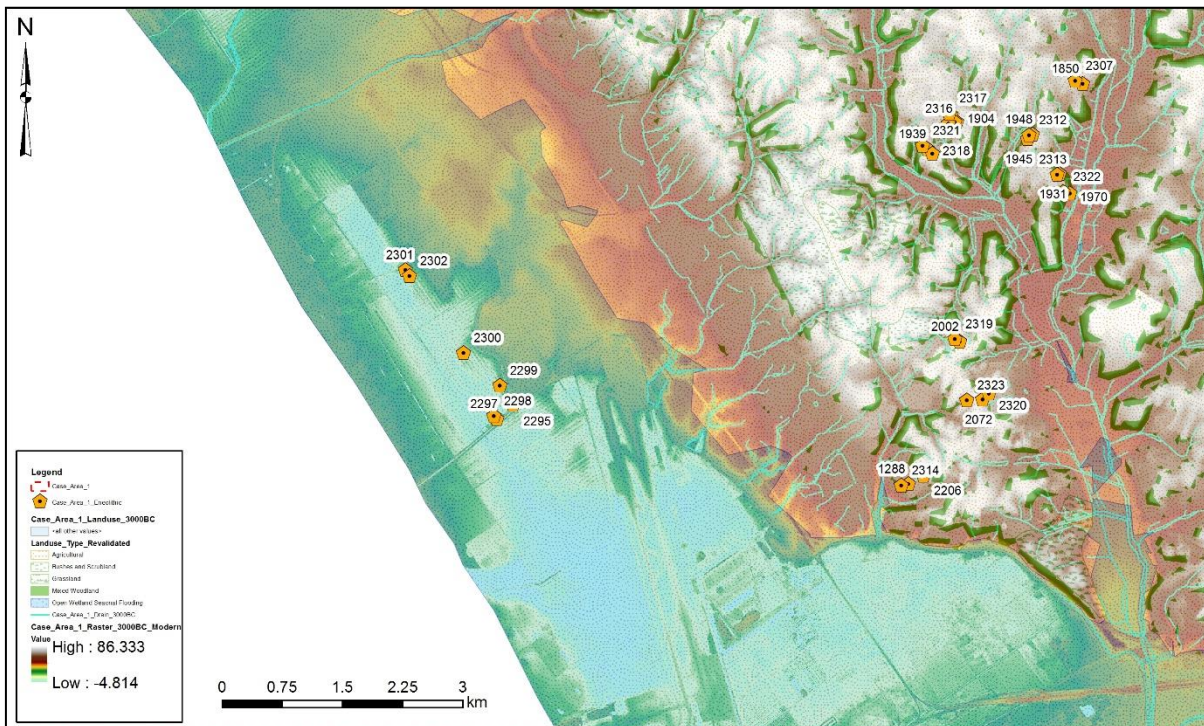 N
1850 2307
2316 2317
1904
1948 2312
1939 2321
2318
1945 2313
2322
1931 1970
2301 2302
2300
2002 2319
2299
2323
2297 2298
2320
2295
2072
1288 2314
2206
Legend
Case_Area_1
Case_Area_1_Eneolithic
Case_Area_1_Landuse_3000BC
<all other values>
Landuse_Type_Revalidated
Agricultural
Bushes and Scrubland
Grassland
Mixed Woodland
Open Wetland Seasonal Flooding
Case_Area_1_Drain_3000BC
Case_Area_1_Raster_3000BC_Modern
Value
High : 86.333
Low : -4.814
0 0.75 1.5 2.25 3
km